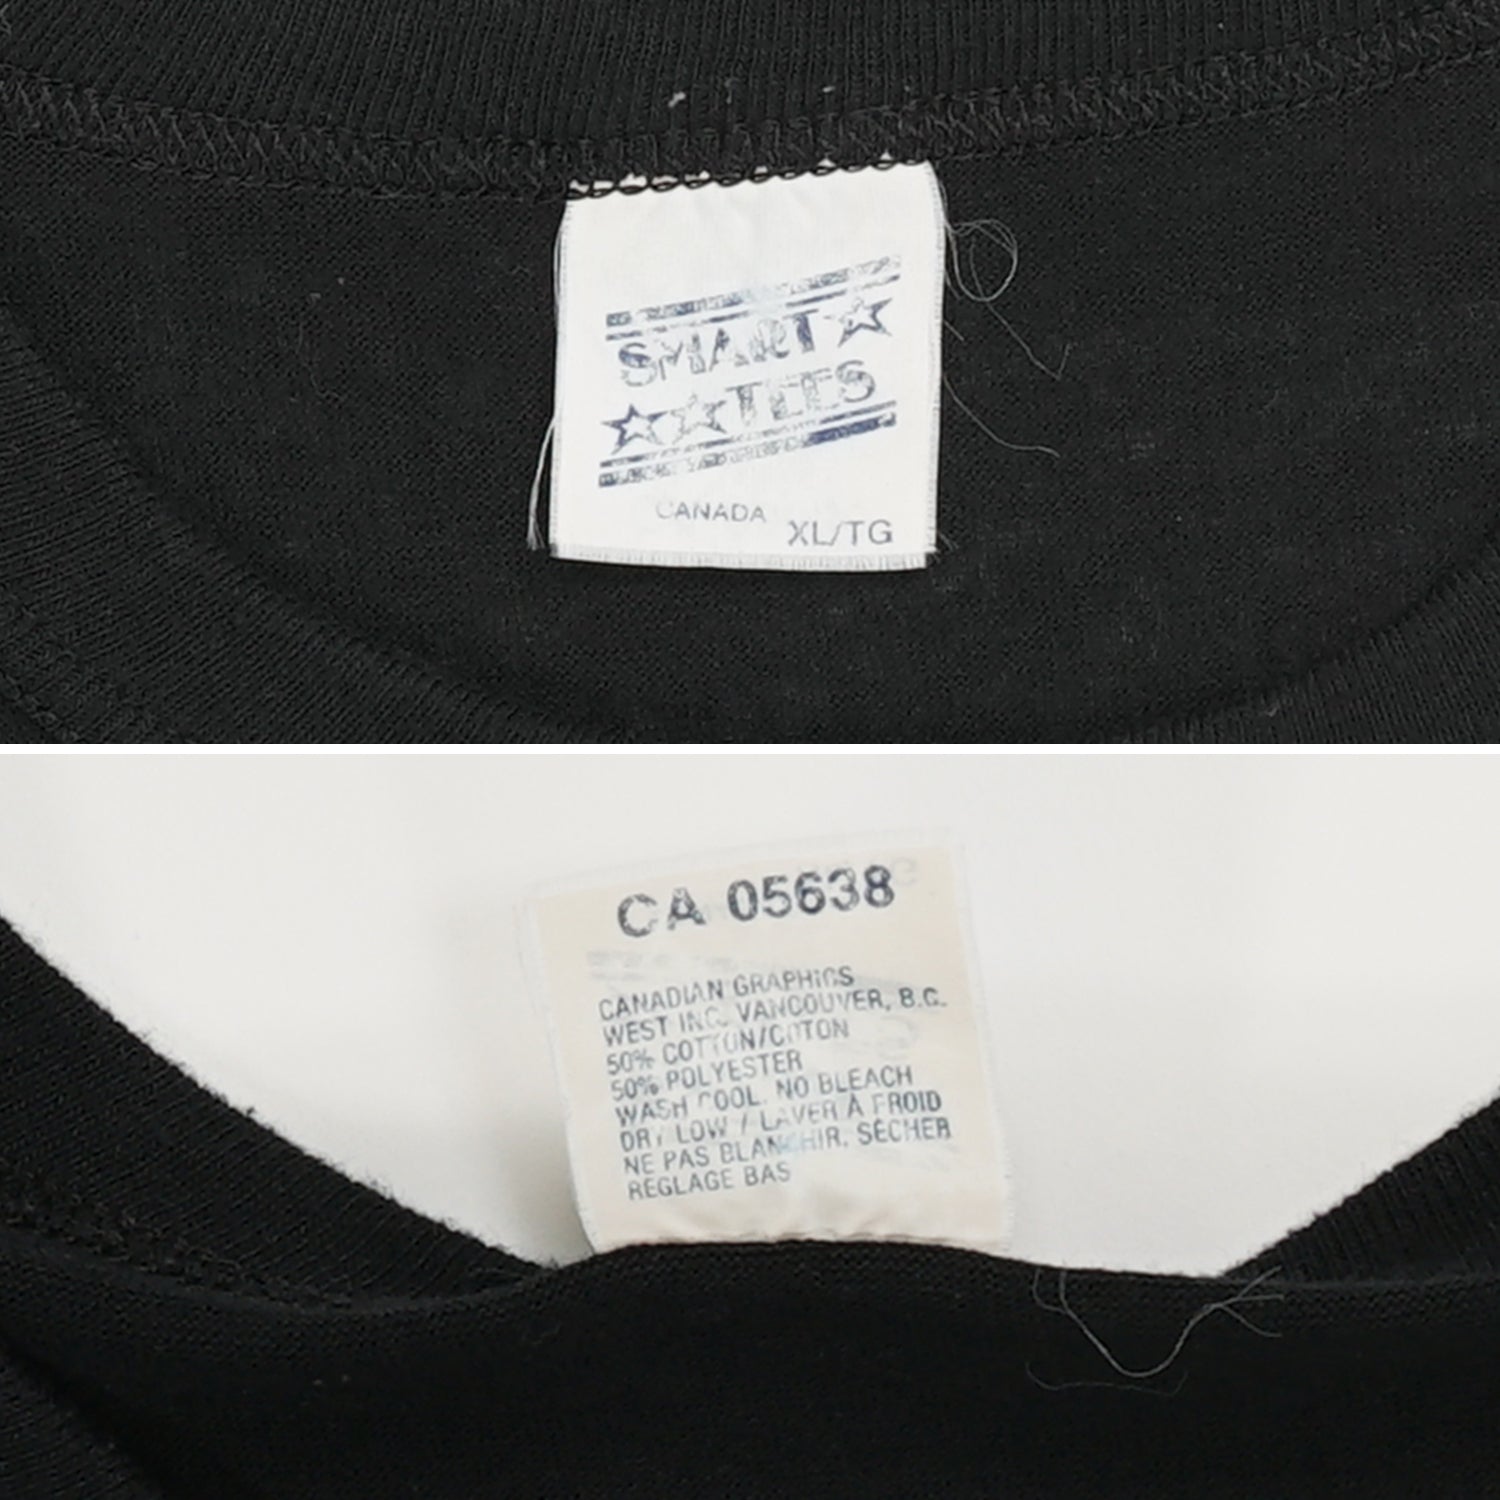 SMART
TEES
CANADA
XL/TG
CA 05638
CANADIAN GRAPHICS
WEST INC. VANCOUVER, B.C.
50% COTTON/COTON
50% POLYESTER
WASH COOL. NO BLEACH
DRY LOW / LAVER À FROID
NE PAS BLANCHIR. SÉCHER
RÉGLAGE BAS